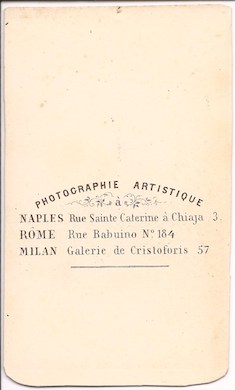 PHOTOGRAPHIE ARTISTIQUE
à
NAPLES Rue Sainte Caterine à Chiaja 3.
RÔME Rue Babuino Nº 184
MILAN Galerie de Cristoforis 57